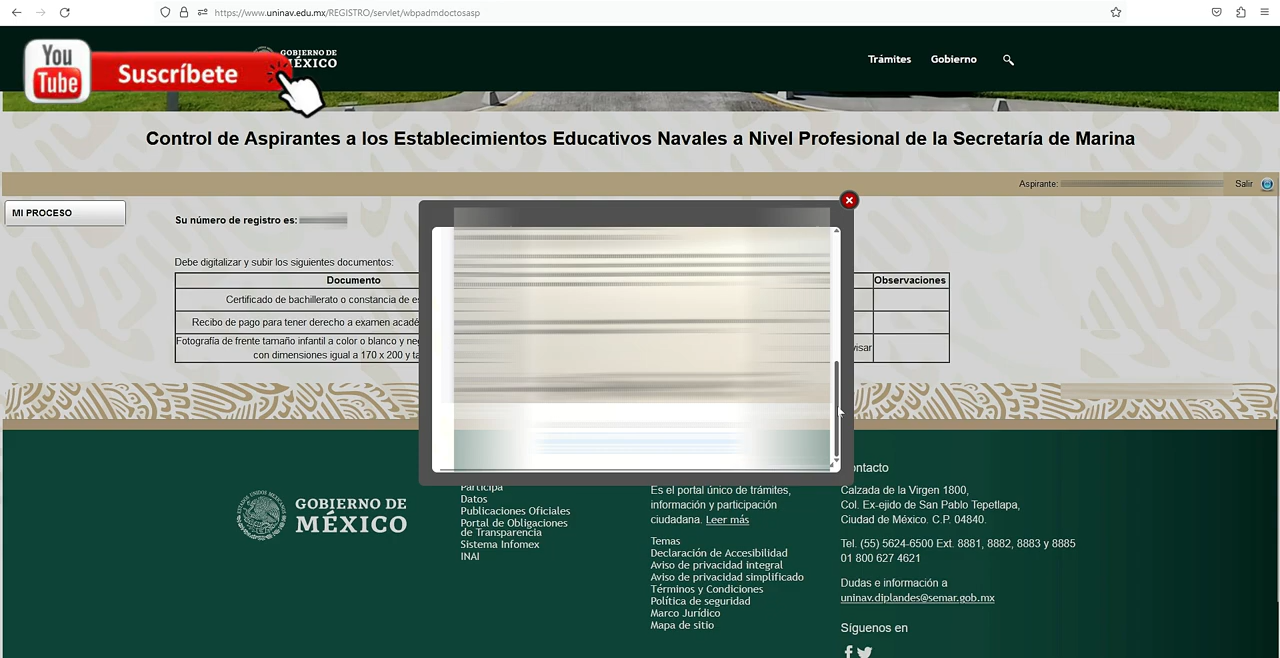 https://www.uninav.edu.mx/REGISTRO/servlet/wbpadmdoctosasp
You
Tube
Suscríbete
GOBIERNO DE
MÉXICO
Trámites
Gobierno
Control de Aspirantes a los Establecimientos Educativos Navales a Nivel Profesional de la Secretaría de Marina
Aspirante:
Salir
MI PROCESO
Su número de registro es:
Debe digitalizar y subir los siguientes documentos:
Documento
Observaciones
Certificado de bachillerato o constancia de es
Recibo de pago para tener derecho a examen acadé
Fotografía de frente tamaño infantil a color o blanco y ne
con dimensiones igual a 170 x 200 y ta
visar
GOBIERNO DE
MÉXICO
Participa
Datos
Publicaciones Oficiales
Portal de Obligaciones
de Transparencia
Sistema Infomex
INAI
Es el portal único de trámites,
información y participación
ciudadana. Leer más
Temas
Declaración de Accesibilidad
Aviso de privacidad integral
Aviso de privacidad simplificado
Términos y Condiciones
Política de seguridad
Marco Jurídico
Mapa de sitio
ontacto
Calzada de la Virgen 1800,
Col. Ex-ejido de San Pablo Tepetlapa,
Ciudad de México. C.P. 04840.
Tel. (55) 5624-6500 Ext. 8881, 8882, 8883 y 8885
01 800 627 4621
Dudas e información a
uninav.diplandes@semar.gob.mx
Síguenos en